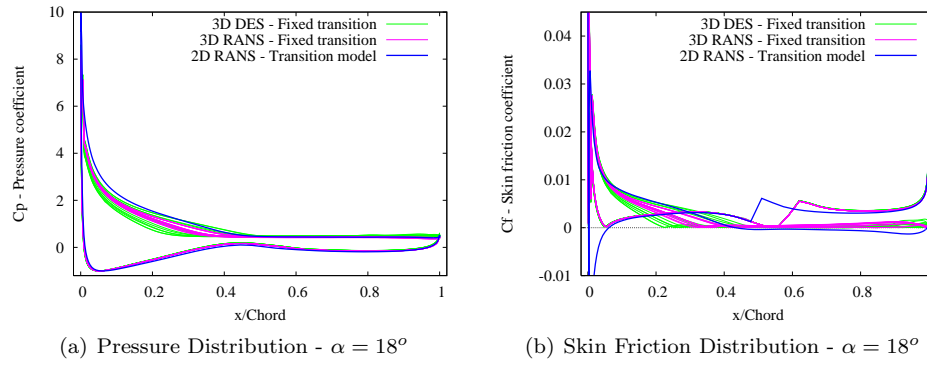 3D DES - Fixed transition
3D RANS - Fixed transition
2D RANS - Transition model
Cp - Pressure coefficient
10
8
6
4
2
0
0 0.2 0.4 0.6 0.8 1
x/Chord
(a) Pressure Distribution - α = 18°
3D DES - Fixed transition
3D RANS - Fixed transition
2D RANS - Transition model
Cf - Skin friction coefficient
0.04
0.03
0.02
0.01
0
-0.01
0 0.2 0.4 0.6 0.8
x/Chord
(b) Skin Friction Distribution - α = 18°